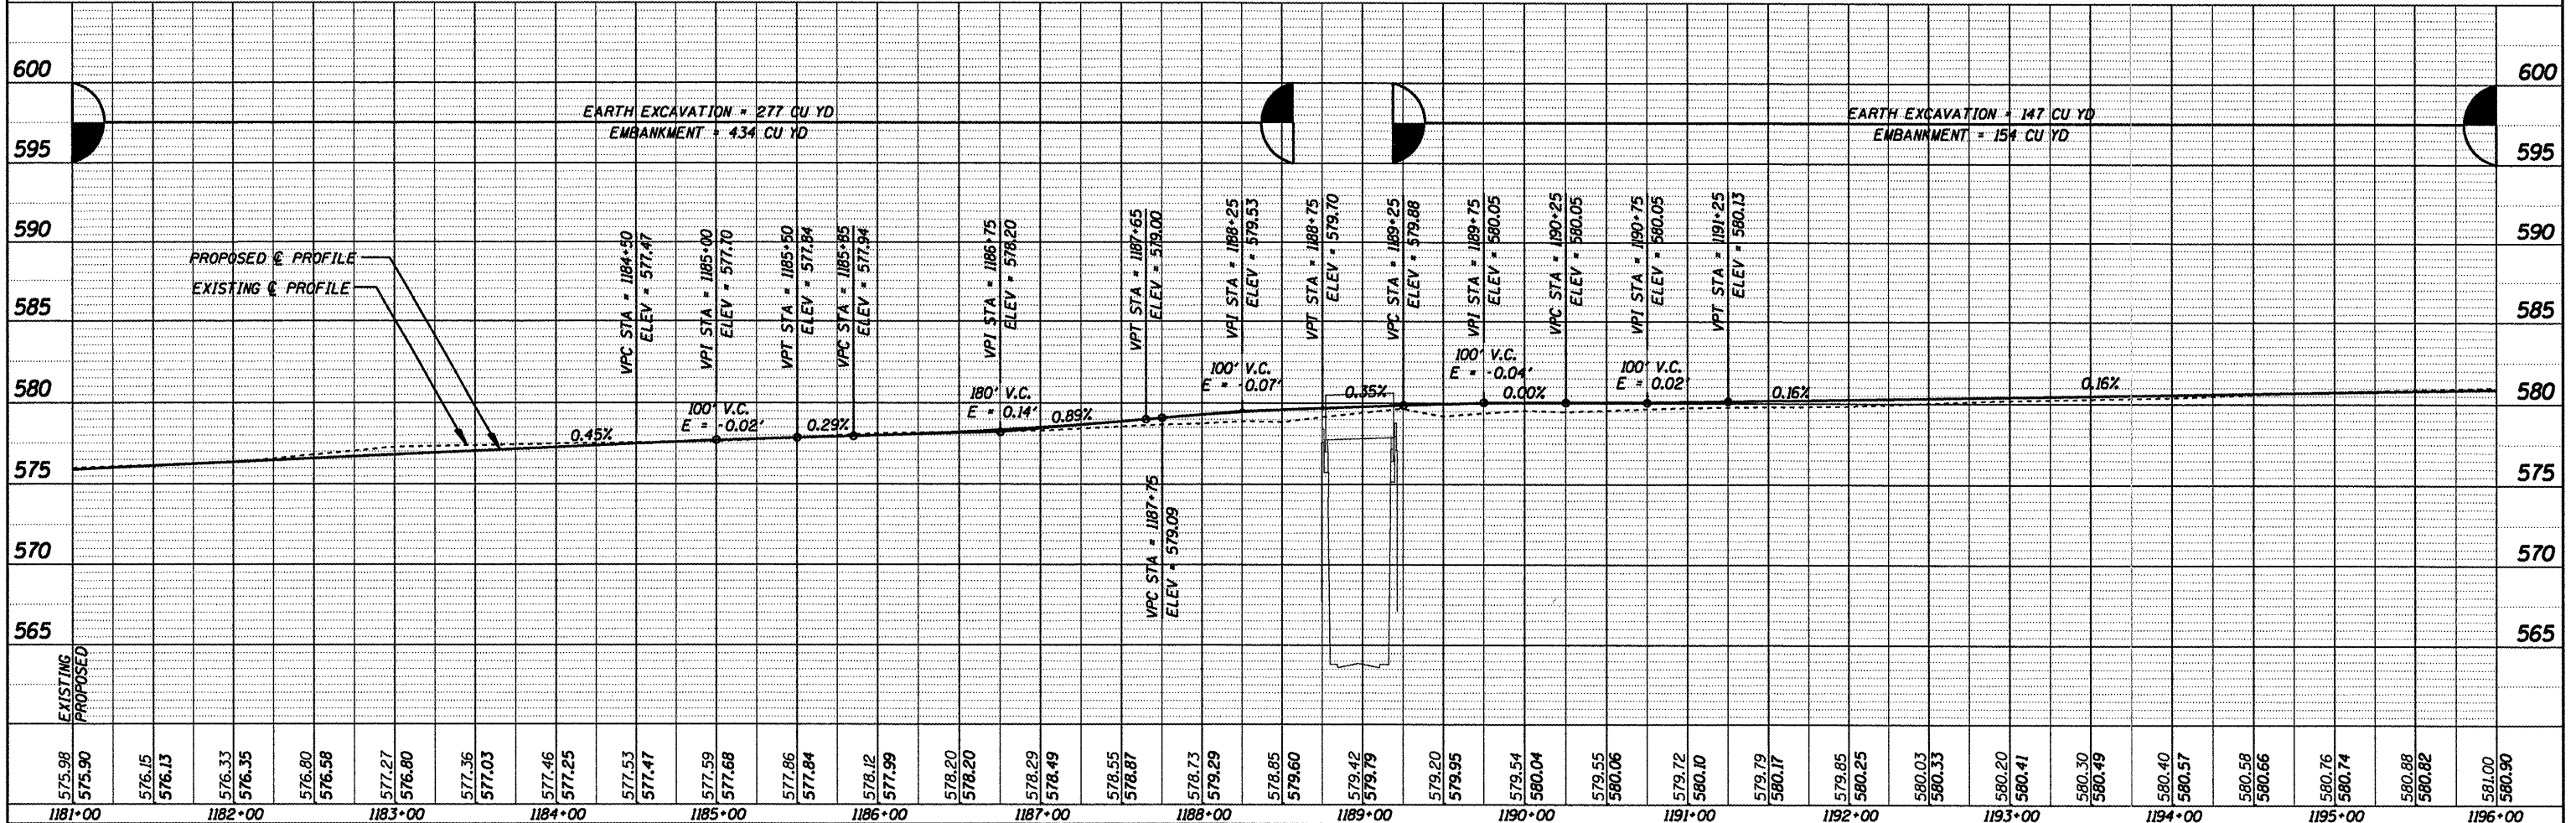 600
600
EARTH EXCAVATION = 277 CU YD
EMBANKMENT = 434 CU YD
EARTH EXCAVATION = 147 CU YD
EMBANKMENT = 154 CU YD
595
595
590
590
PROPOSED ℄ PROFILE
EXISTING ℄ PROFILE
VPC STA = 1184+50
ELEV = 577.47
VPI STA = 1185+00
ELEV = 577.70
VPT STA = 1185+50
ELEV = 577.84
VPC STA = 1185+85
ELEV = 577.94
VPI STA = 1186+75
ELEV = 578.20
VPT STA = 1187+65
ELEV = 579.00
VPI STA = 1188+25
ELEV = 579.53
VPT STA = 1188+75
ELEV = 579.70
VPC STA = 1189+25
ELEV = 579.88
VPI STA = 1189+75
ELEV = 580.05
VPC STA = 1190+25
ELEV = 580.05
VPI STA = 1190+75
ELEV = 580.05
VPT STA = 1191+25
ELEV = 580.13
585
585
580
580
0.45%
100' V.C.
E = -0.02'
0.29%
180' V.C.
E = 0.14'
0.89%
100' V.C.
E = -0.07'
0.35%
100' V.C.
E = -0.04'
0.00%
100' V.C.
E = 0.02'
0.16%
0.16%
575
575
VPC STA = 1187+75
ELEV = 579.09
570
570
565
565
EXISTING
PROPOSED
575.98
575.90
576.15
576.13
576.33
576.35
576.80
576.58
577.27
576.80
577.36
577.03
577.46
577.25
577.53
577.47
577.59
577.68
577.86
577.84
578.12
577.99
578.20
578.20
578.29
578.49
578.55
578.87
578.73
579.29
578.85
579.60
579.42
579.79
579.20
579.95
579.54
580.04
579.55
580.06
579.72
580.10
579.79
580.17
579.85
580.25
580.03
580.33
580.20
580.41
580.30
580.49
580.40
580.57
580.58
580.66
580.76
580.74
580.88
580.82
581.00
580.90
1181+00
1182+00
1183+00
1184+00
1185+00
1186+00
1187+00
1188+00
1189+00
1190+00
1191+00
1192+00
1193+00
1194+00
1195+00
1196+00